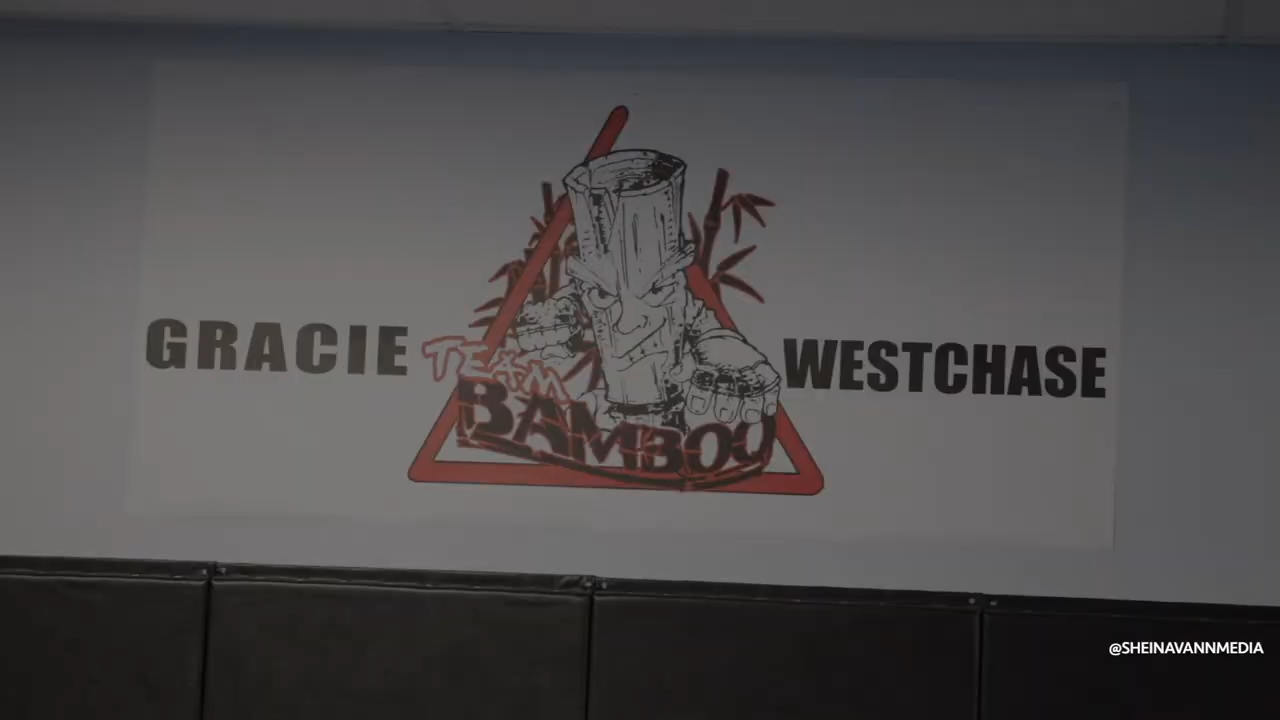 GRACIE
TEAM
BAMBOO
WESTCHASE
@SHEINAVANNMEDIA